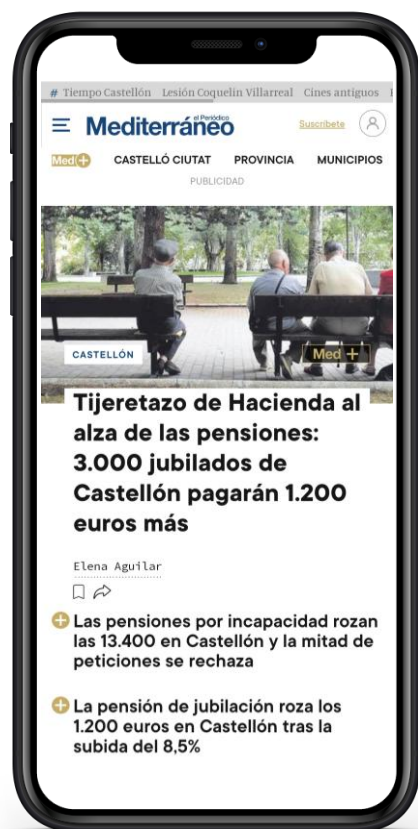 # Tiempo Castellón Lesión Coquelin Villarreal Cines antiguos
el Periódico
Mediterráneo
Suscríbete
Med +
CASTELLÓ CIUTAT PROVINCIA MUNICIPIOS
PUBLICIDAD
CASTELLÓN
Med +
Tijeretazo de Hacienda al
alza de las pensiones:
3.000 jubilados de
Castellón pagarán 1.200
euros más
Elena Aguilar
Las pensiones por incapacidad rozan
las 13.400 en Castellón y la mitad de
peticiones se rechaza
La pensión de jubilación roza los
1.200 euros en Castellón tras la
subida del 8,5%